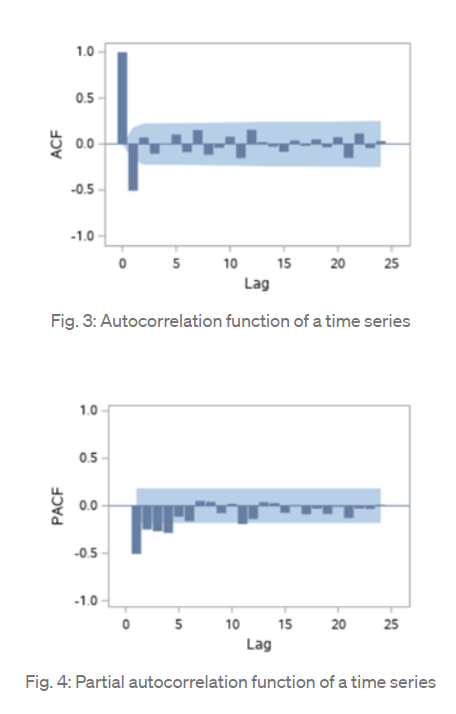 1.0
0.5
0.0
-0.5
-1.0
ACF
0 5 10 15 20 25
Lag
Fig. 3: Autocorrelation function of a time series
1.0
0.5
0.0
-0.5
-1.0
PACF
0 5 10 15 20 25
Lag
Fig. 4: Partial autocorrelation function of a time series